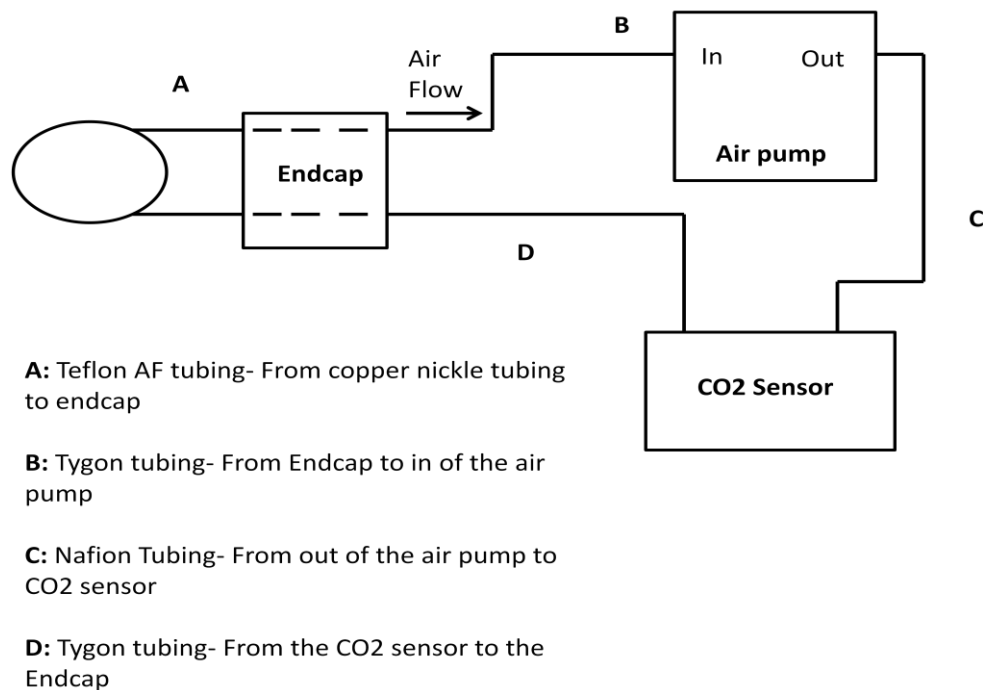 B
In Out
Air
Flow
A
Air pump
Endcap
C
D
CO2 Sensor
A: Teflon AF tubing- From copper nickle tubing
to endcap
B: Tygon tubing- From Endcap to in of the air
pump
C: Nafion Tubing- From out of the air pump to
CO2 sensor
D: Tygon tubing- From the CO2 sensor to the
Endcap